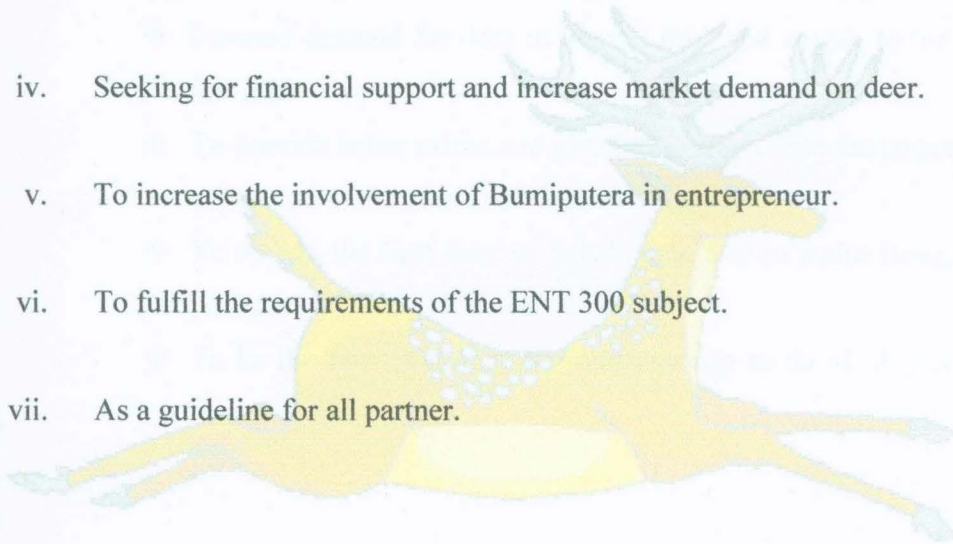 iv. Seeking for financial support and increase market demand on deer.
v. To increase the involvement of Bumiputera in entrepreneur.
vi. To fulfill the requirements of the ENT 300 subject.
vii. As a guideline for all partner.